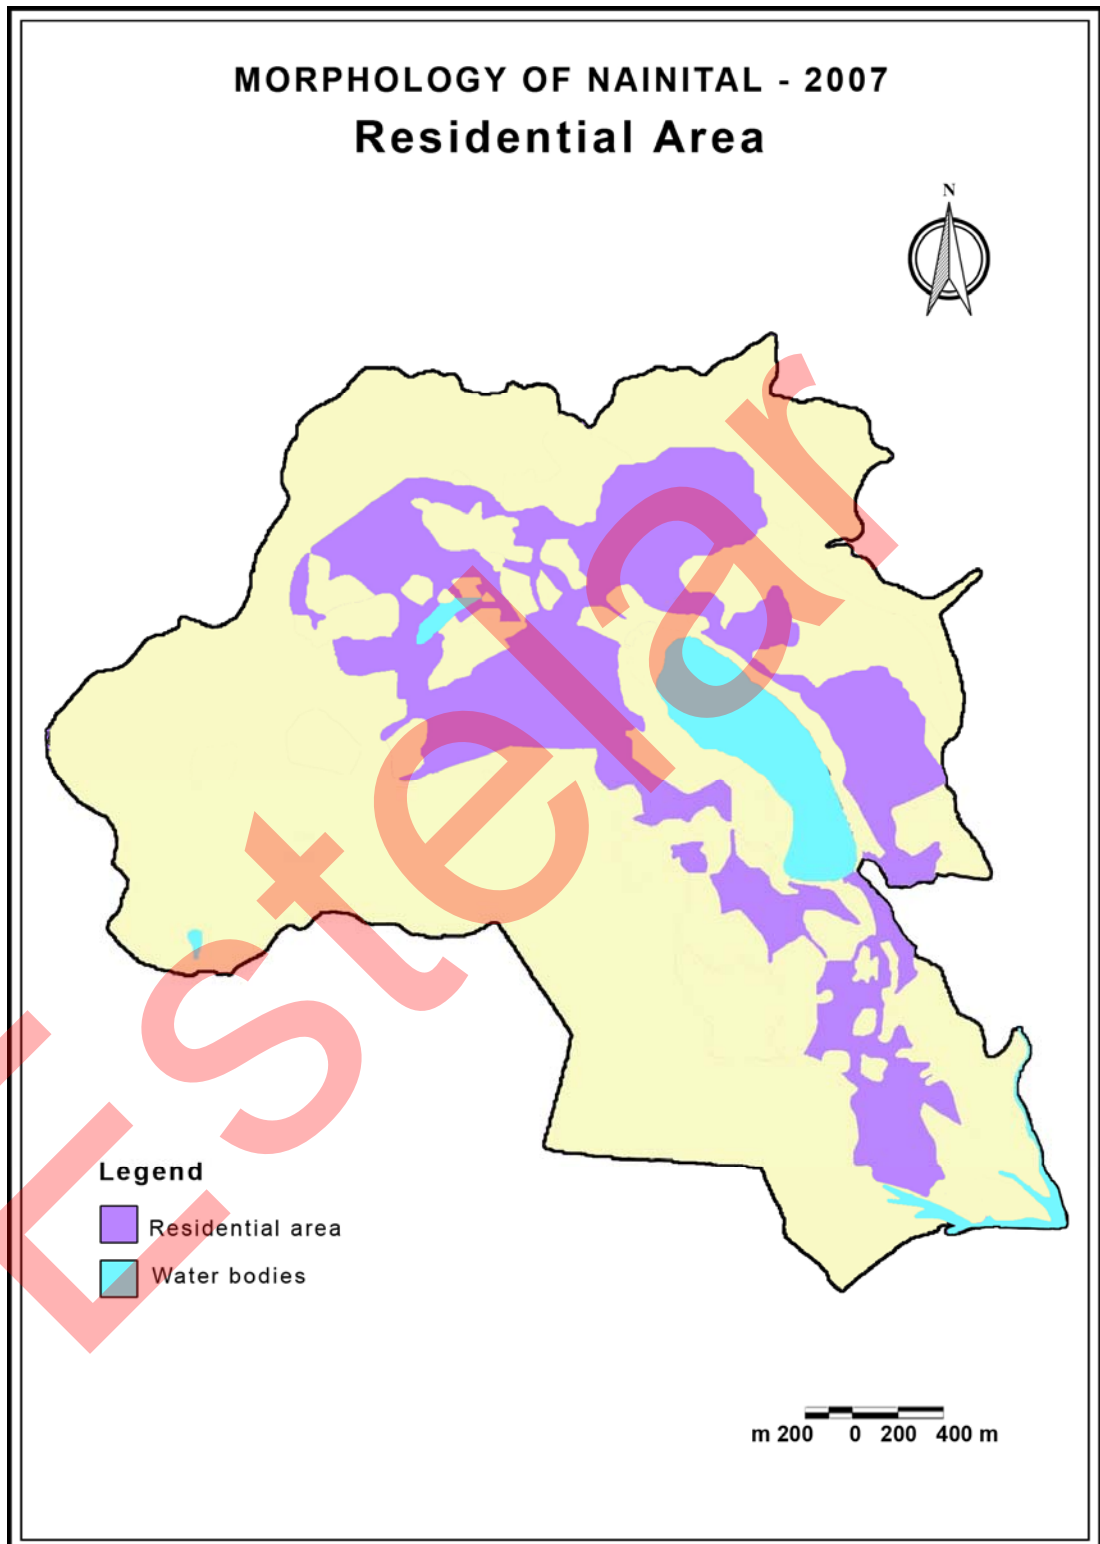 MORPHOLOGY OF NAINITAL - 2007
Residential Area
N
Estelar
Legend
Residential area
Water bodies
m 200 0 200 400 m